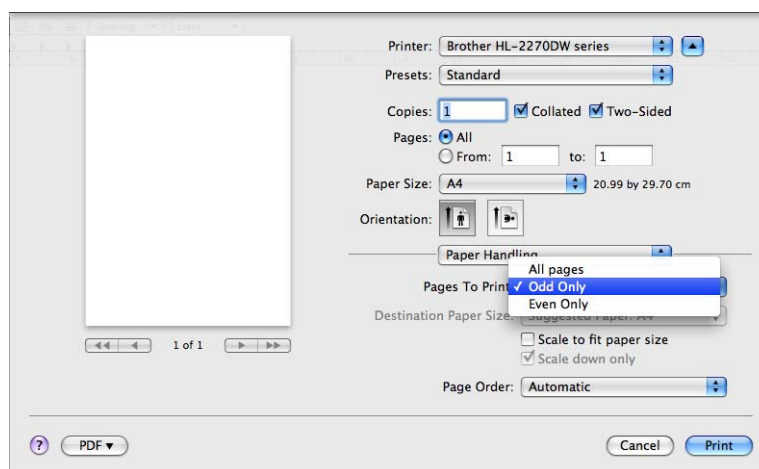 Printer: Brother HL-2270DW series
Presets: Standard
Copies: 1 Collated Two-Sided
Pages: All
From: 1 to: 1
Paper Size: A4 20.99 by 29.70 cm
Orientation:
Paper Handling
All pages
Pages To Print ✓ Odd Only
Even Only
Destination Paper Size: Suggested Paper: A4
1 of 1
Scale to fit paper size
Scale down only
Page Order: Automatic
? PDF▼ Cancel Print